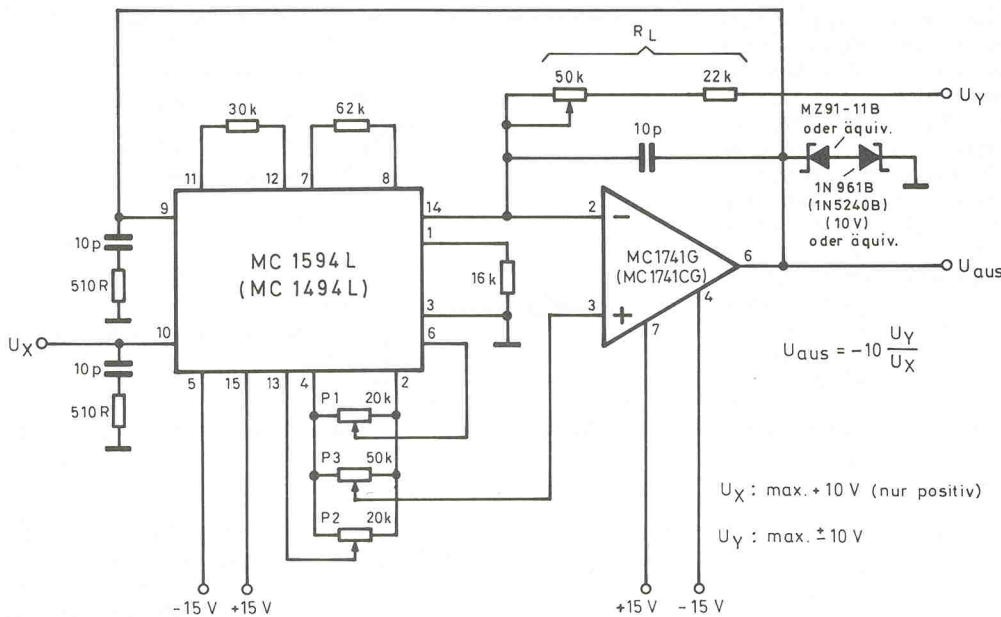 R L
50k
22k
U Y
30k
62k
10p
MZ91-11B
oder äquiv.
1N 961B
(1N5240B)
(10V)
oder äquiv.
11
12
7
8
9
14
2
−
10p
510R
MC 1594 L
(MC 1494 L)
1
16k
3
6
MC1741G
(MC1741CG)
6
4
7
3
+
U aus
U X
10
10p
510R
5
15
13
4
2
P1
20k
P3
50k
P2
20k
U aus = −10 U Y / U X
U X : max. + 10 V (nur positiv)
U Y : max. ± 10 V
−15 V
+15 V
+15 V
−15 V